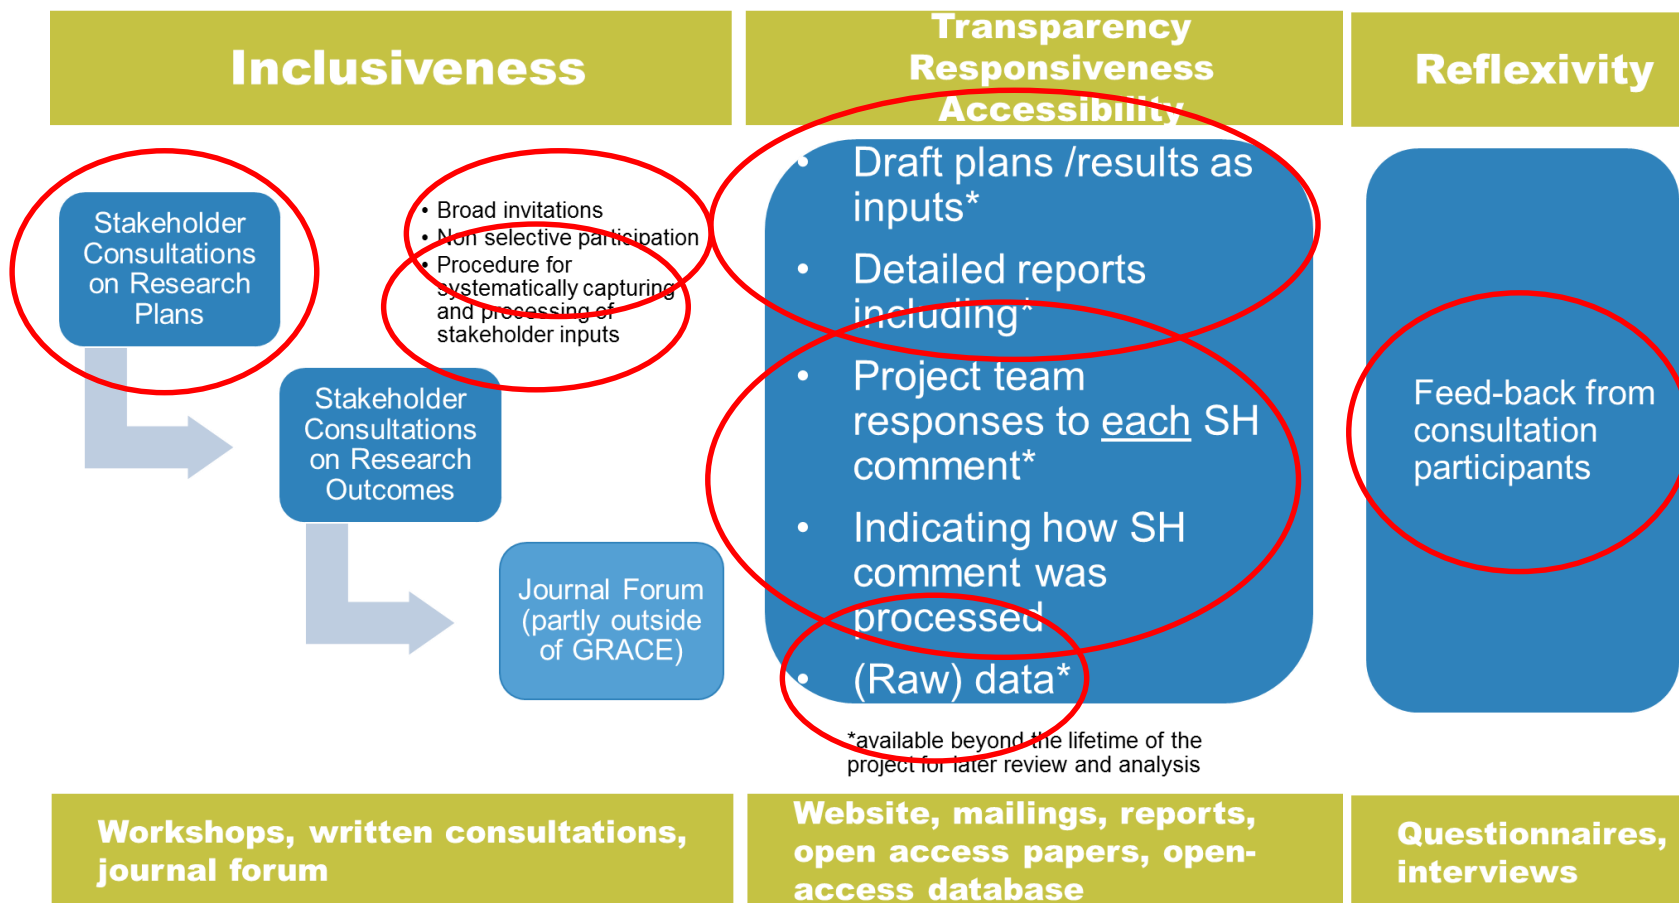 Inclusiveness
Transparency
Responsiveness
Accessibility
Reflexivity
Stakeholder
Consultations
on Research
Plans
• Broad invitations
• Non selective participation
• Procedure for
systematically capturing
and processing of
stakeholder inputs
Stakeholder
Consultations
on Research
Outcomes
Journal Forum
(partly outside
of GRACE)
• Draft plans /results as
inputs*
• Detailed reports
including*
• Project team
responses to each SH
comment*
• Indicating how SH
comment was
processed
• (Raw) data*
*available beyond the lifetime of the
project for later review and analysis
Feed-back from
consultation
participants
Workshops, written consultations,
journal forum
Website, mailings, reports,
open access papers, open-
access database
Questionnaires,
interviews